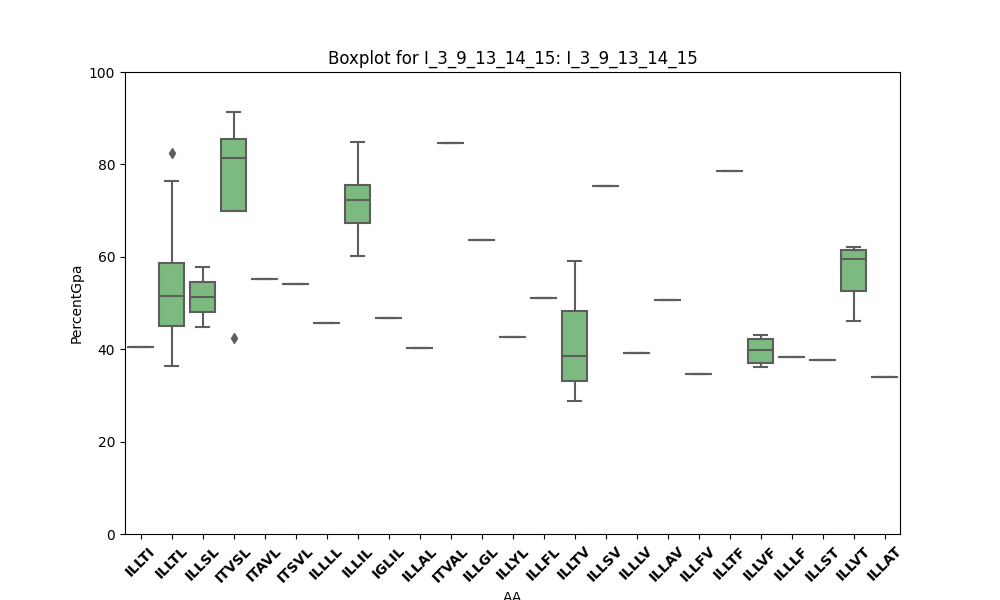 Boxplot for I_3_9_13_14_15: I_3_9_13_14_15
PercentGpa
100
80
60
40
20
0
ILLTI
ILLTL
ILLSL
ITVSL
ITAVL
ITSVL
ILLLL
ILLIL
IGLIL
ILLAL
ITVAL
ILLGL
ILLYL
ILLFL
ILLTV
ILLSV
ILLLV
ILLAV
ILLFV
ILLTF
ILLVF
ILLLF
ILLST
ILLVT
ILLAT
AA